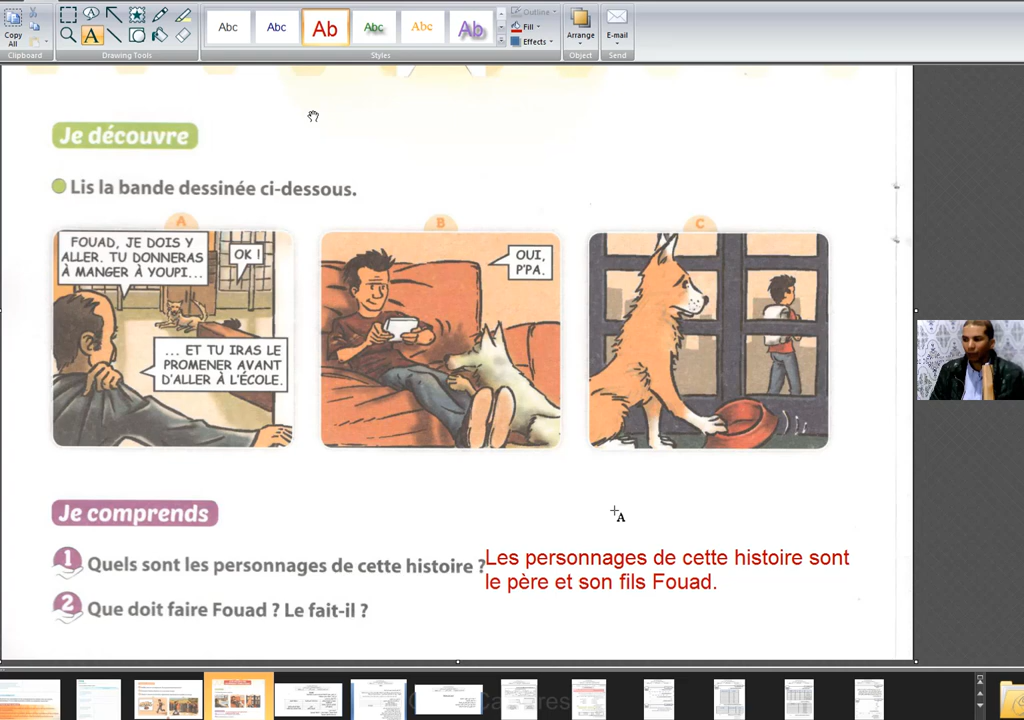 Copy
All
Clipboard
Drawing Tools
Abc
Abc
Ab
Abc
Abc
Ab
Styles
Outline
Fill
Effects
Arrange
Object
E-mail
Send
Je découvre
Lis la bande dessinée ci-dessous.
A
FOUAD, JE DOIS Y
ALLER. TU DONNERAS
À MANGER À YOUPI...
OK !
... ET TU IRAS LE
PROMENER AVANT
D'ALLER À L'ÉCOLE.
B
OUI,
P'PA.
C
Je comprends
1 Quels sont les personnages de cette histoire ?
Les personnages de cette histoire sont
le père et son fils Fouad.
2 Que doit faire Fouad ? Le fait-il ?
A